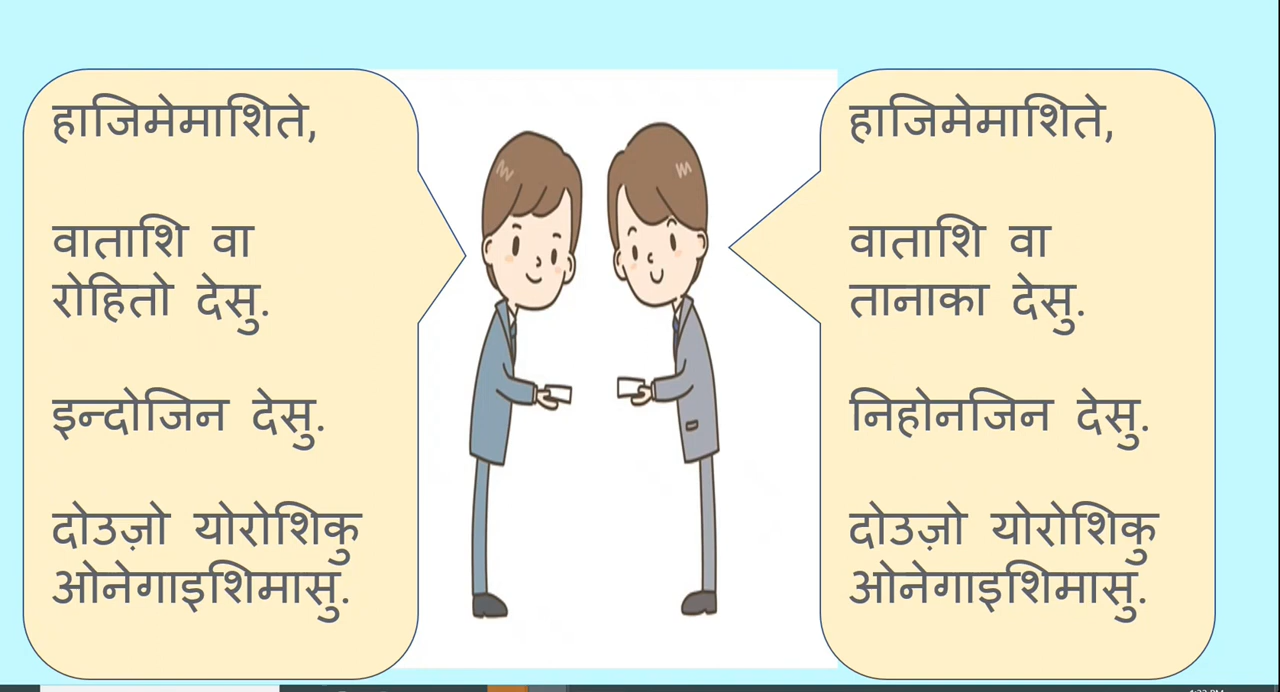 हाजिमेमाशिते,
वाताशि वा
रोहितो देसु.
इन्दोजिन देसु.
दोउज़ो योरोशिकु
ओनेगाइशिमासु.
हाजिमेमाशिते,
वाताशि वा
तानाका देसु.
निहोनजिन देसु.
दोउज़ो योरोशिकु
ओनेगाइशिमासु.